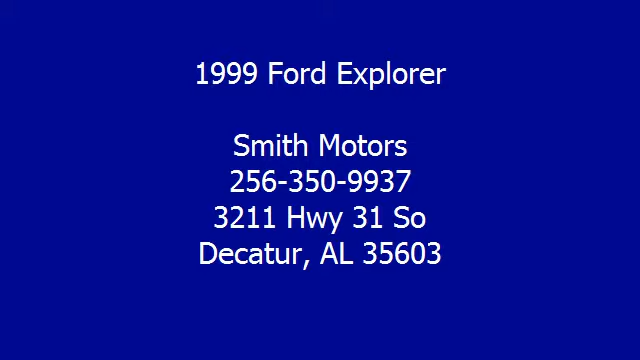 1999 Ford Explorer
Smith Motors
256-350-9937
3211 Hwy 31 So
Decatur, AL 35603